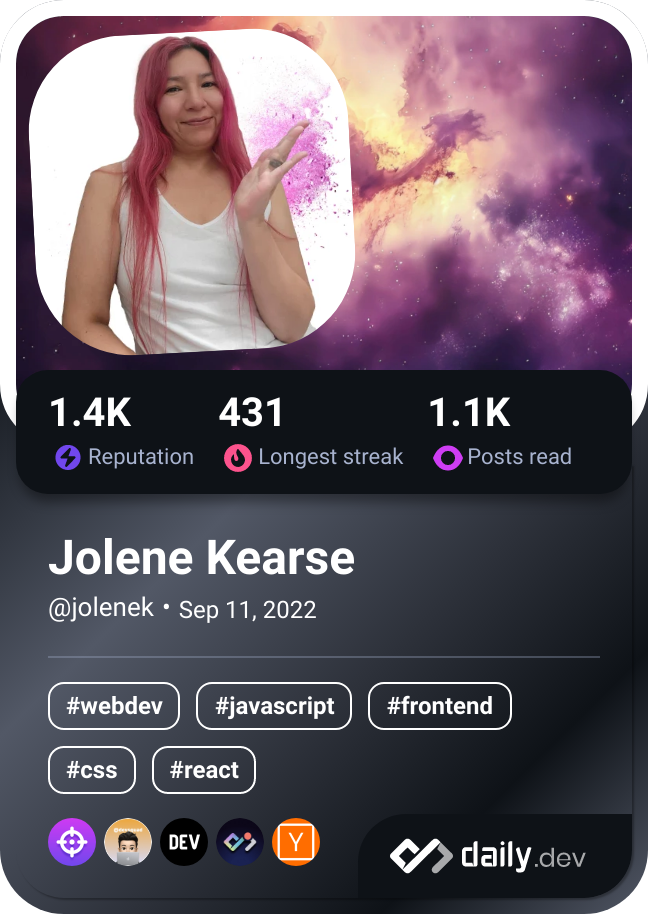 1.4K 431 1.1K
Reputation Longest streak Posts read
Jolene Kearse
@jolenek • Sep 11, 2022
#webdev #javascript #frontend
#css #react
DEV Y
daily.dev